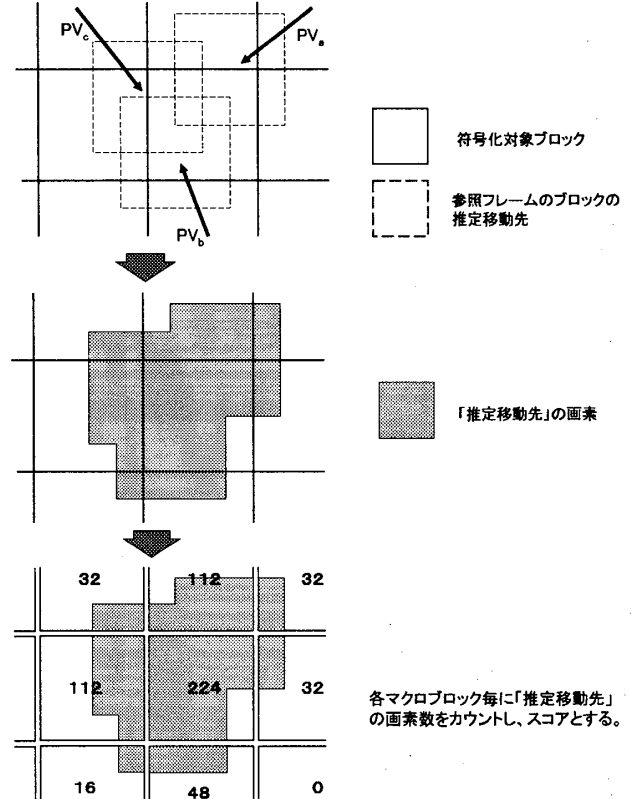 PVc
PVa
符号化対象ブロック
参照フレームのブロックの
推定移動先
PVb
「推定移動先」の画素
32 112 32
112 224 32
各マクロブロック毎に「推定移動先」
の画素数をカウントし、スコアとする。
16 48 0